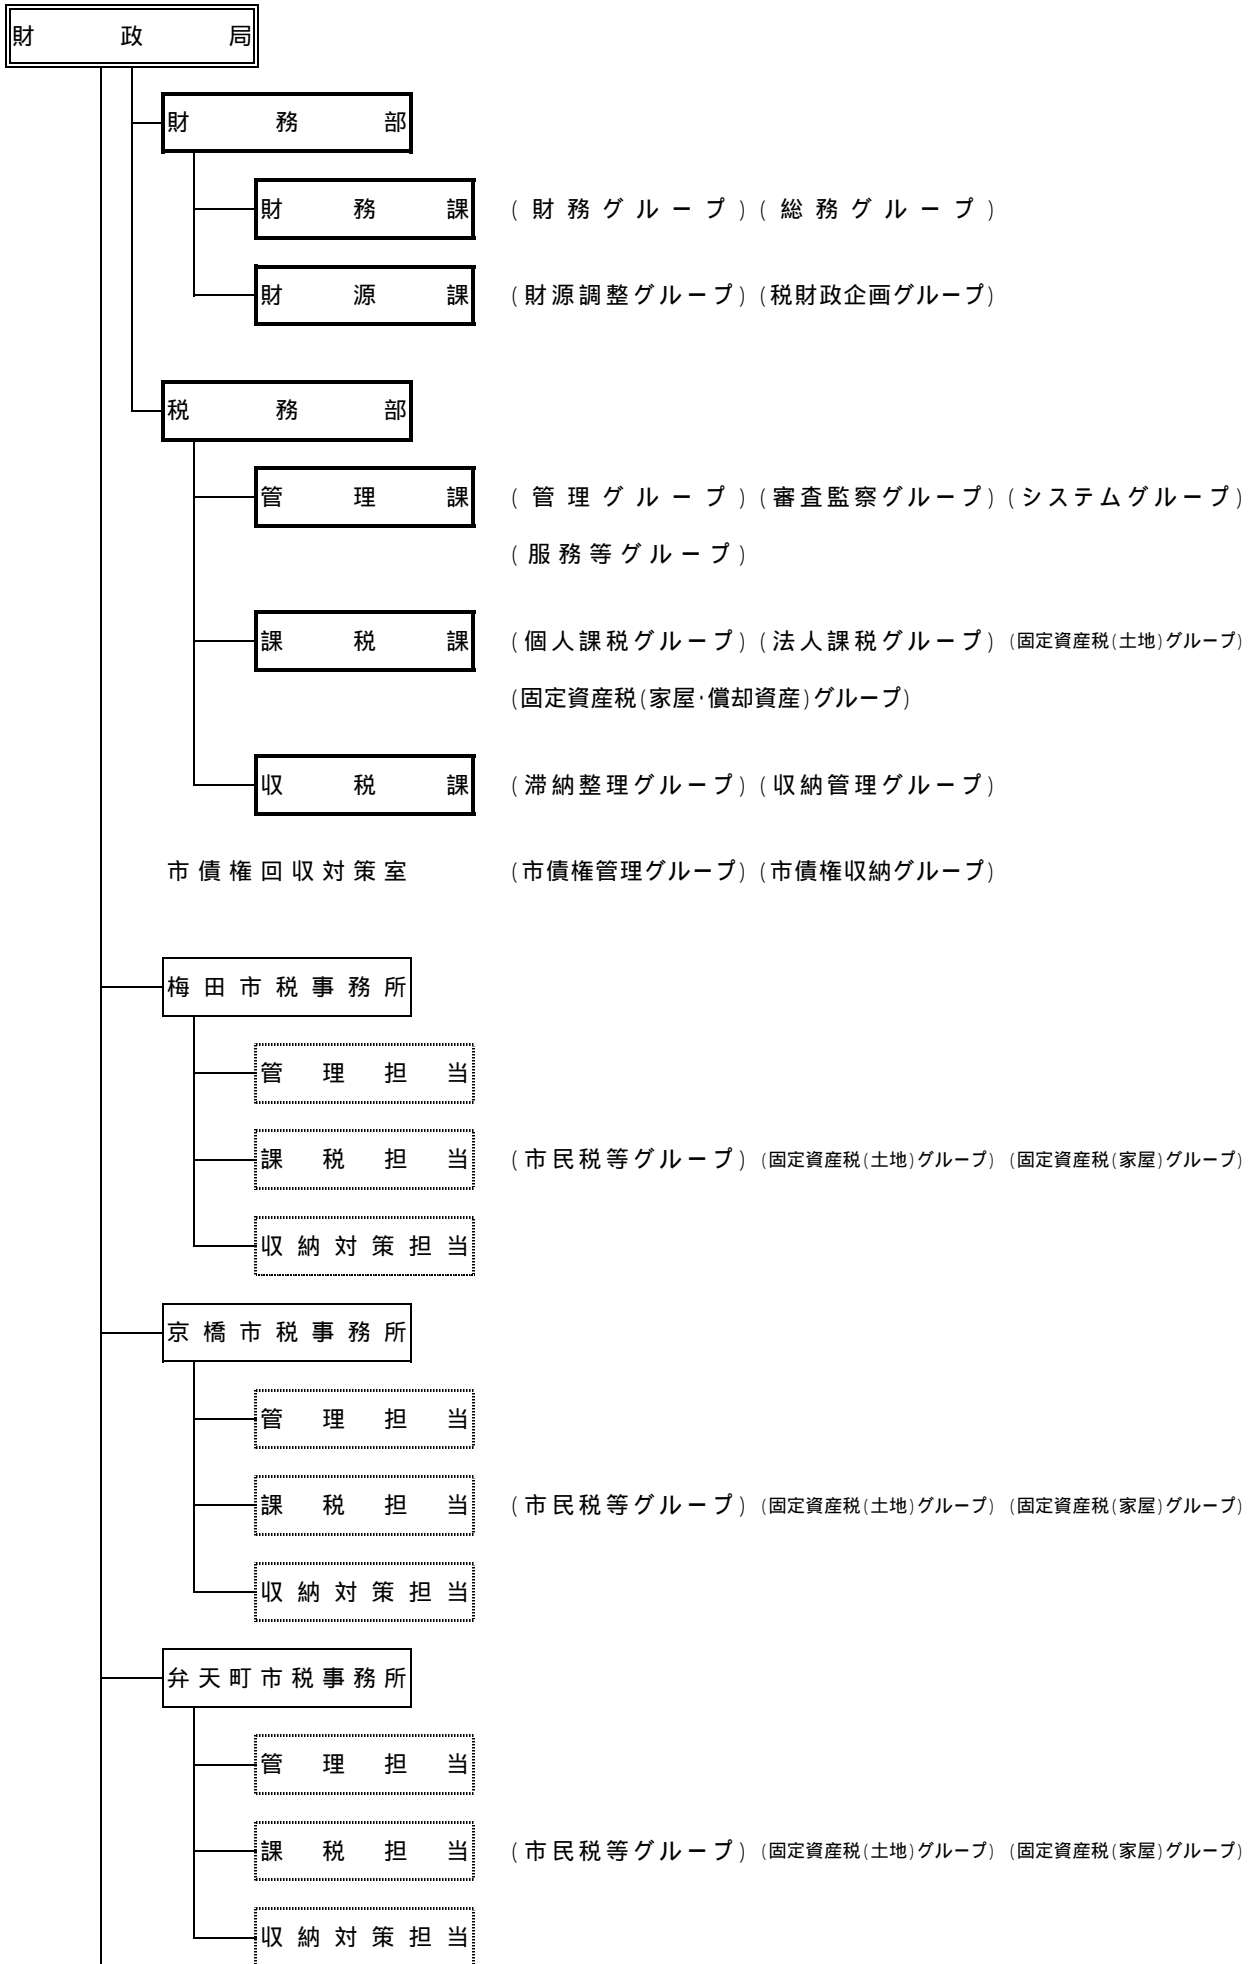 財政局
財務部
財務課 (財務グループ) (総務グループ)
財源課 (財源調整グループ) (税財政企画グループ)
税務部
管理課 (管理グループ) (審査監察グループ) (システムグループ)
(服務等グループ)
課税課 (個人課税グループ) (法人課税グループ) (固定資産税(土地)グループ)
(固定資産税(家屋・償却資産)グループ)
収税課 (滞納整理グループ) (収納管理グループ)
市債権回収対策室 (市債権管理グループ) (市債権収納グループ)
梅田市税事務所
管理担当
課税担当 (市民税等グループ) (固定資産税(土地)グループ) (固定資産税(家屋)グループ)
収納対策担当
京橋市税事務所
管理担当
課税担当 (市民税等グループ) (固定資産税(土地)グループ) (固定資産税(家屋)グループ)
収納対策担当
弁天町市税事務所
管理担当
課税担当 (市民税等グループ) (固定資産税(土地)グループ) (固定資産税(家屋)グループ)
収納対策担当